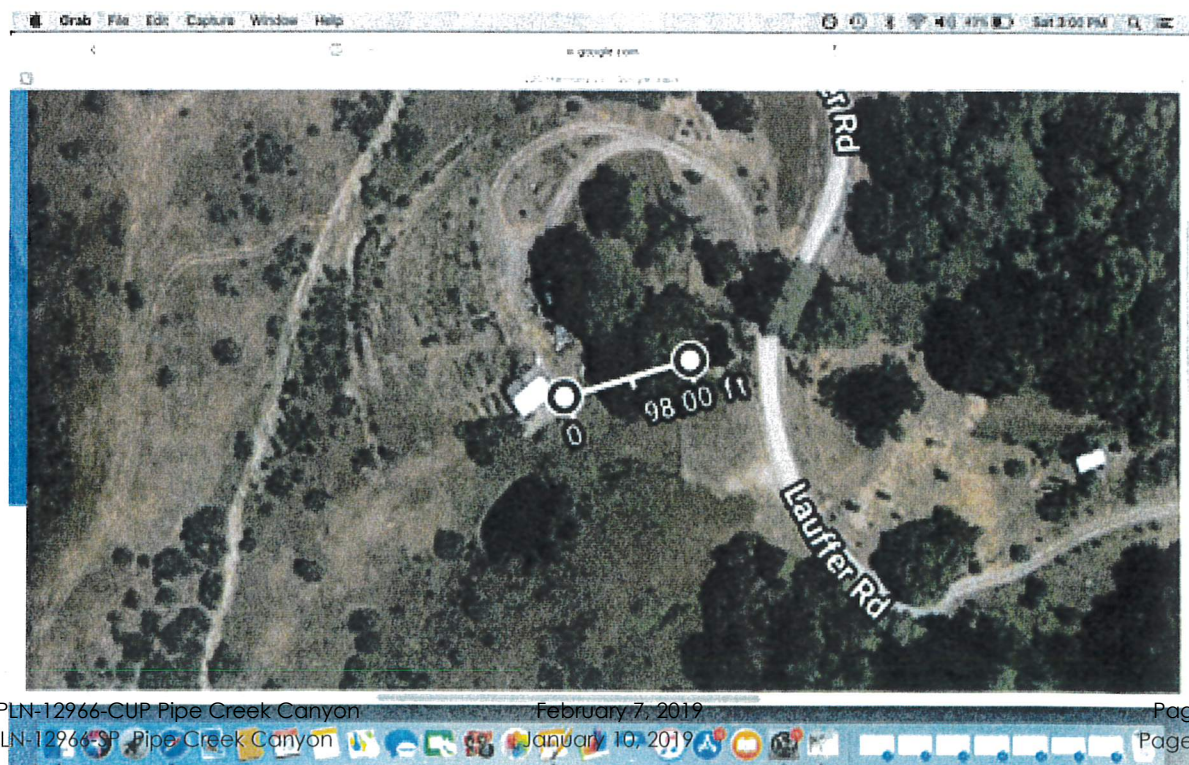 Grab File Edit Capture Window Help
Sat 3:00 PM
google.com
Rd
98 00 ft
0
Lauffer Rd
PLN-12966-CUP Pipe Creek Canyon February 7, 2019 Pag
LN-12966-SP Pipe Creek Canyon January 10, 2019 Page